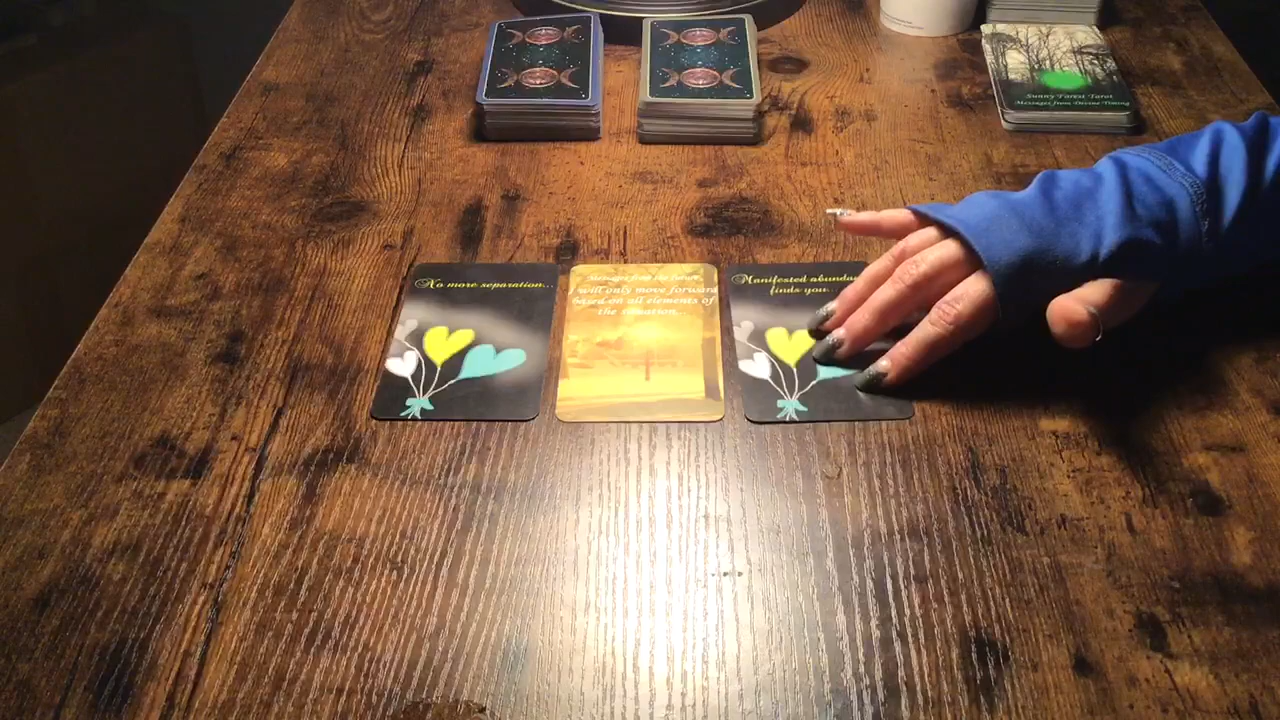 Sunny Forest Tarot
Messages from Divine Timing
No more separation...
Messages from the future
I will only move forward
based on all elements of
the situation...
Manifested
finds you